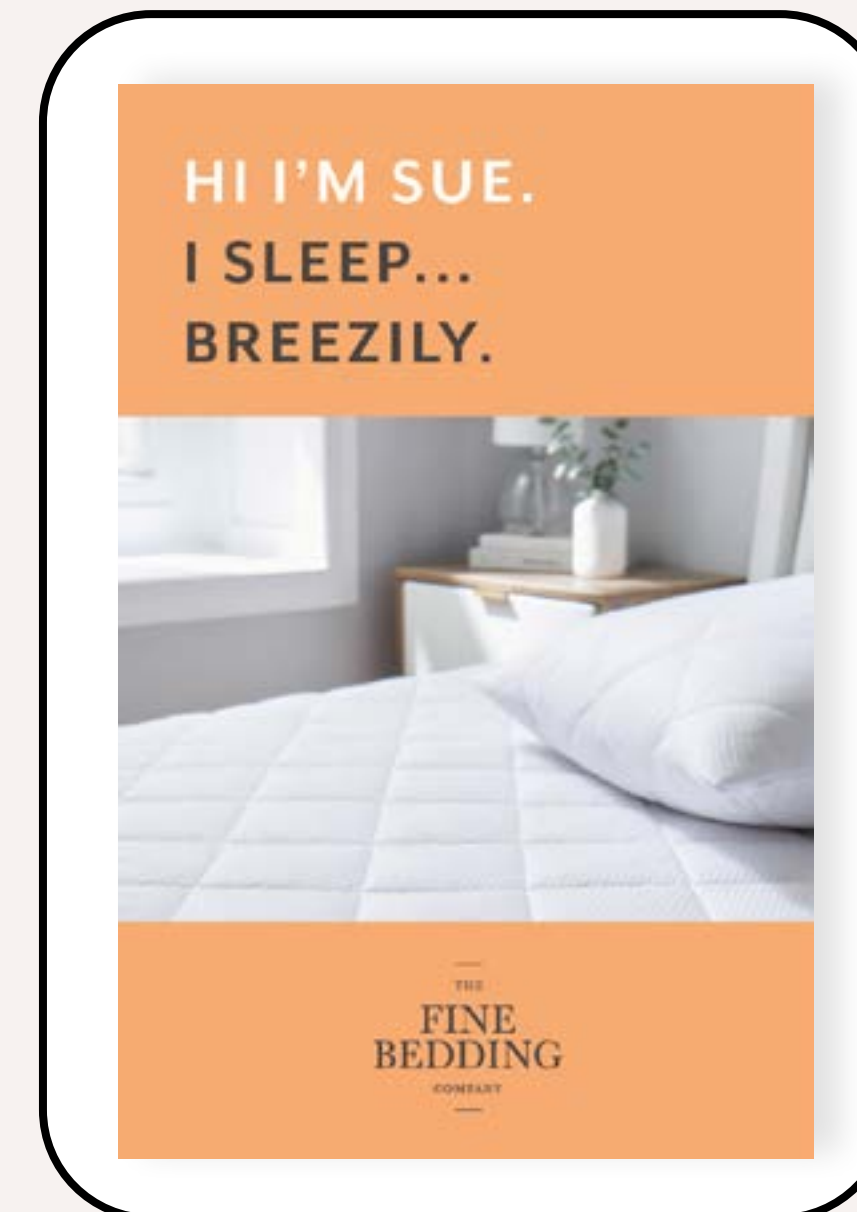 HI I’M SUE.
I SLEEP...
BREEZILY.
THE
FINE
BEDDING
COMPANY